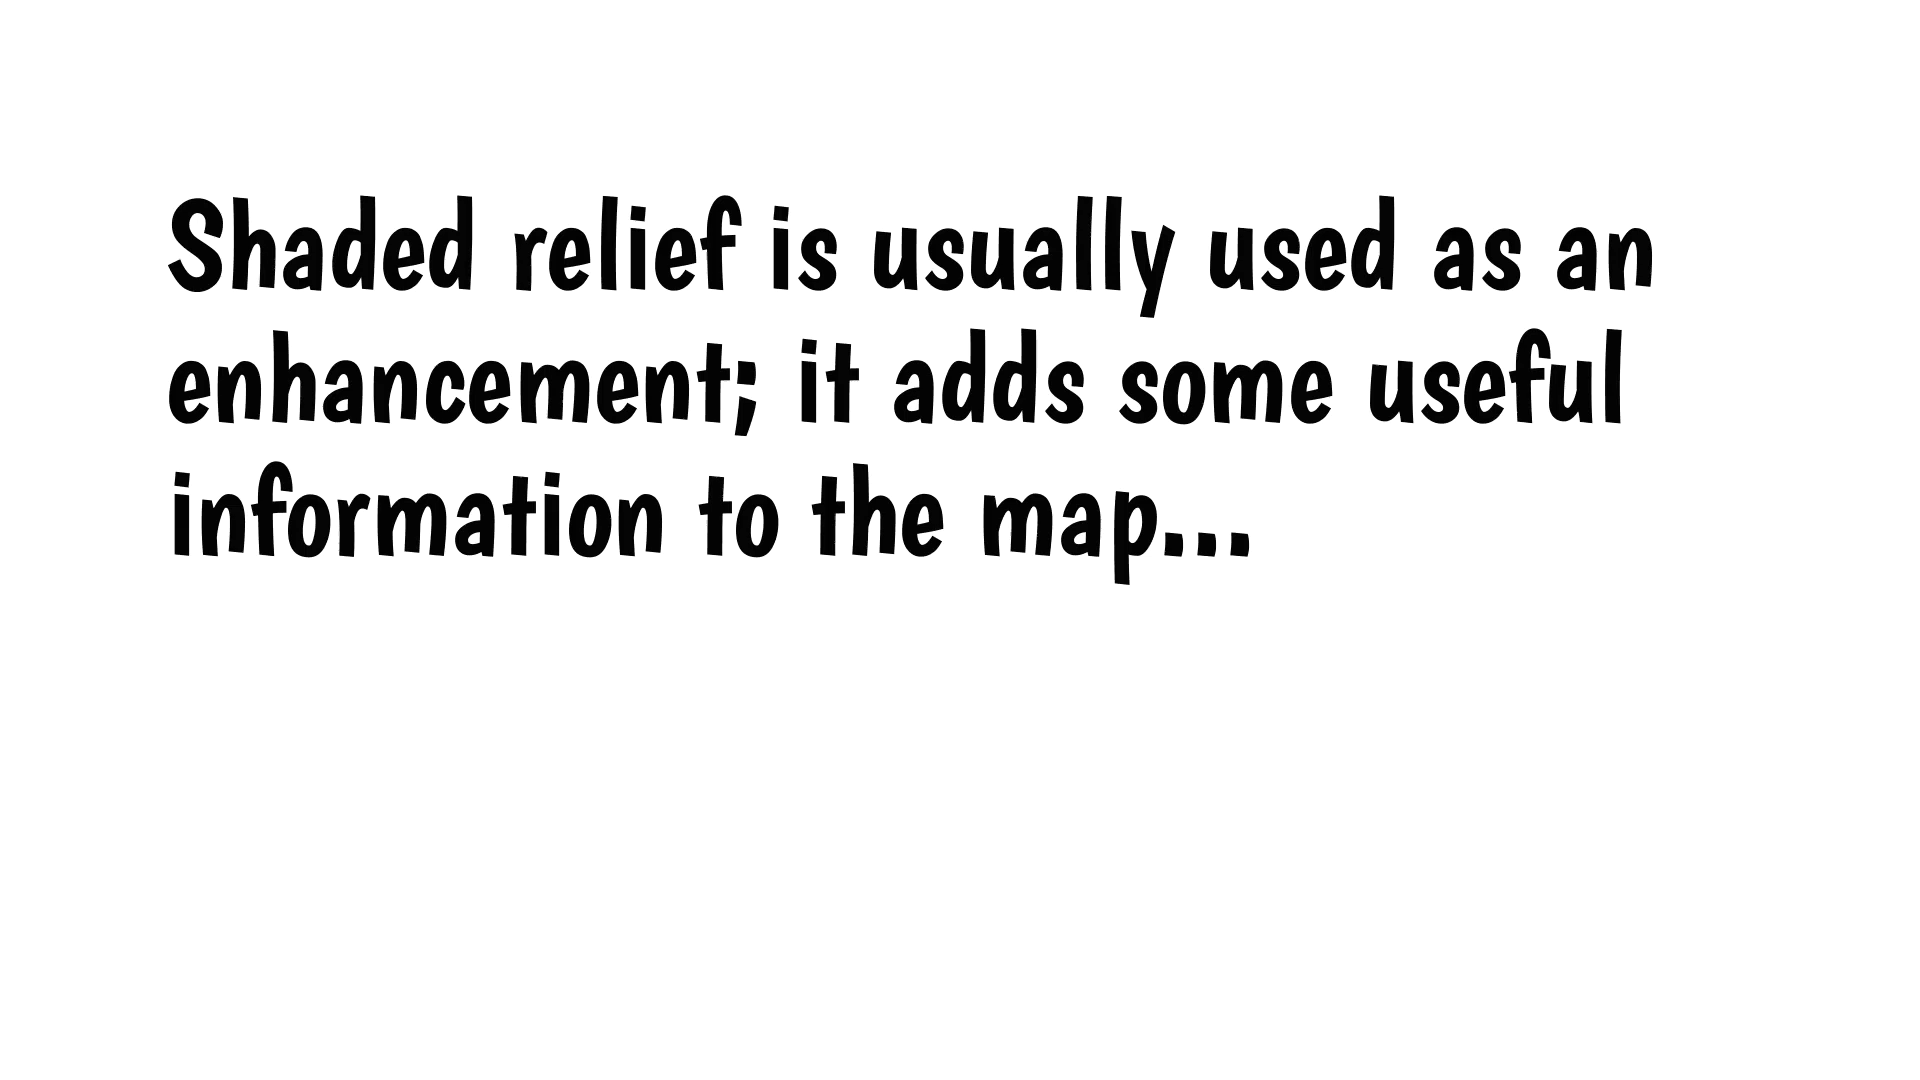 Shaded relief is usually used as an
enhancement; it adds some useful
information to the map...